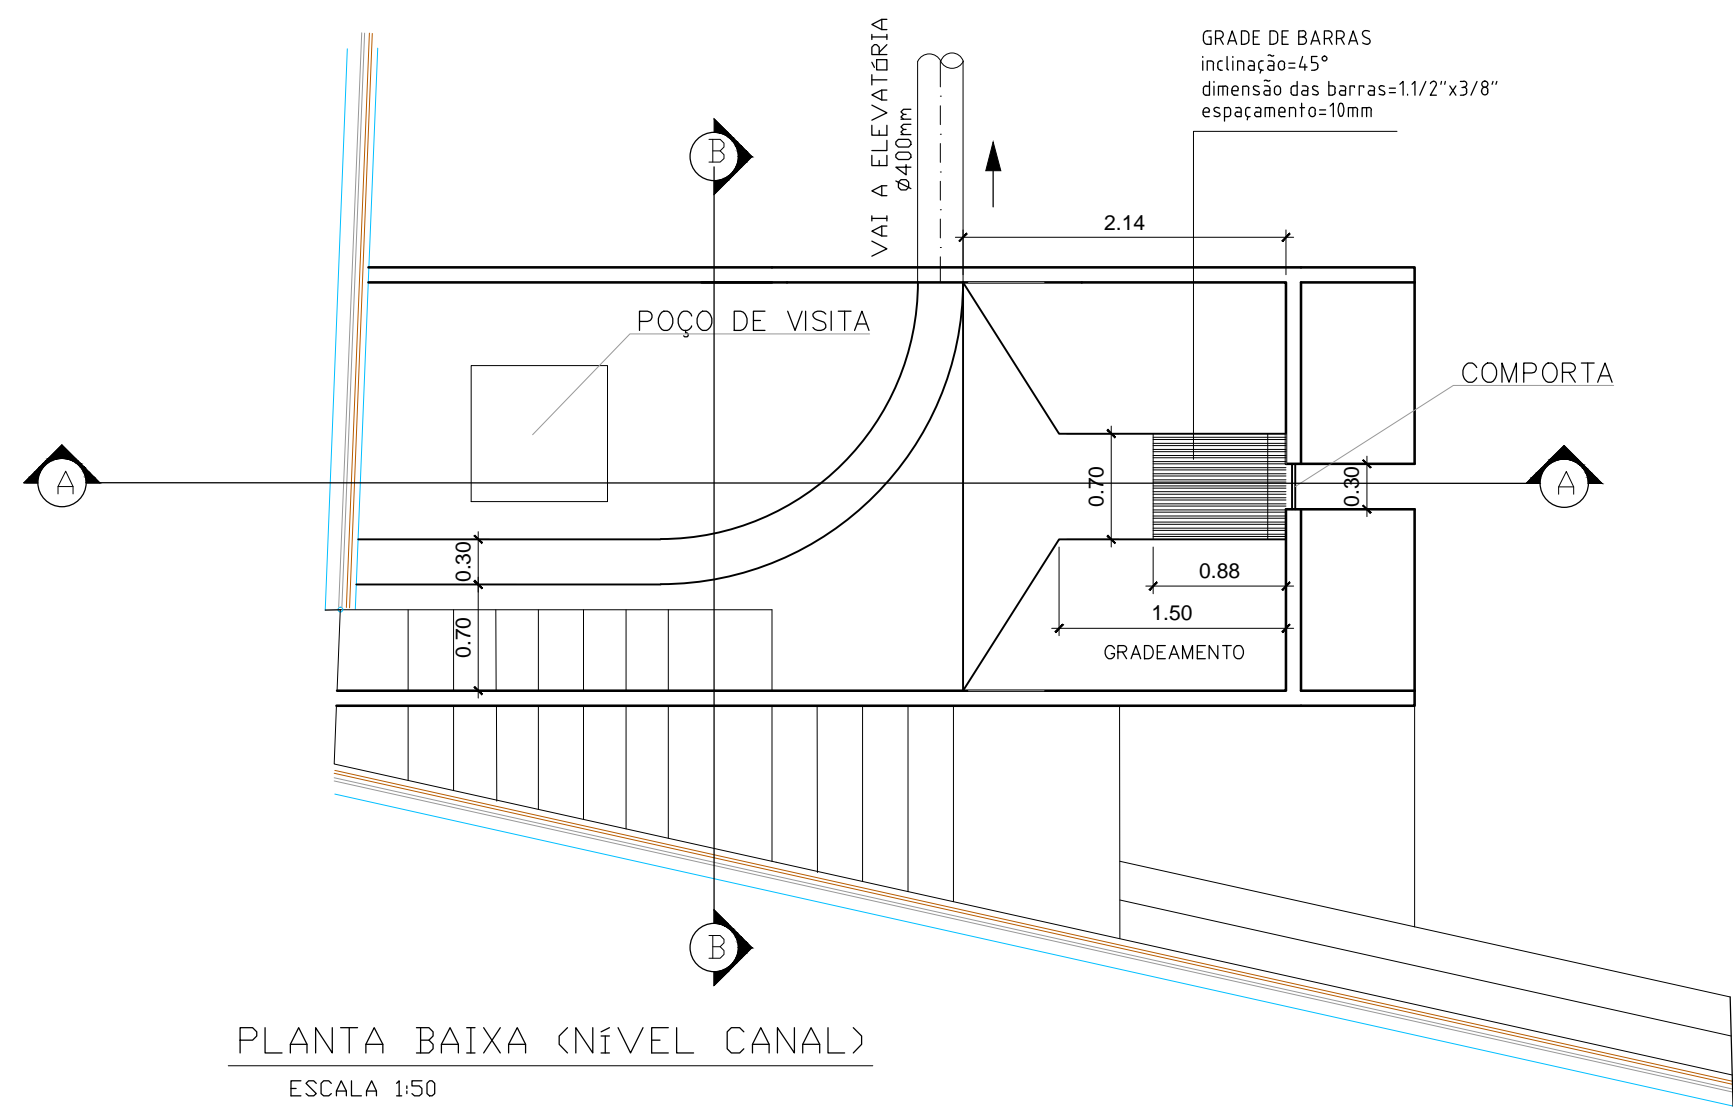 GRADE DE BARRAS
inclinação=45°
dimensão das barras=1.1/2"x3/8"
espaçamento=10mm
VAI A ELEVATÓRIA
Ø400mm
B
2.14
POÇO DE VISITA
COMPORTA
A
A
0.70
0.30
0.30
0.88
1.50
0.70
GRADEAMENTO
B
PLANTA BAIXA (NíVEL CANAL)
ESCALA 1:50